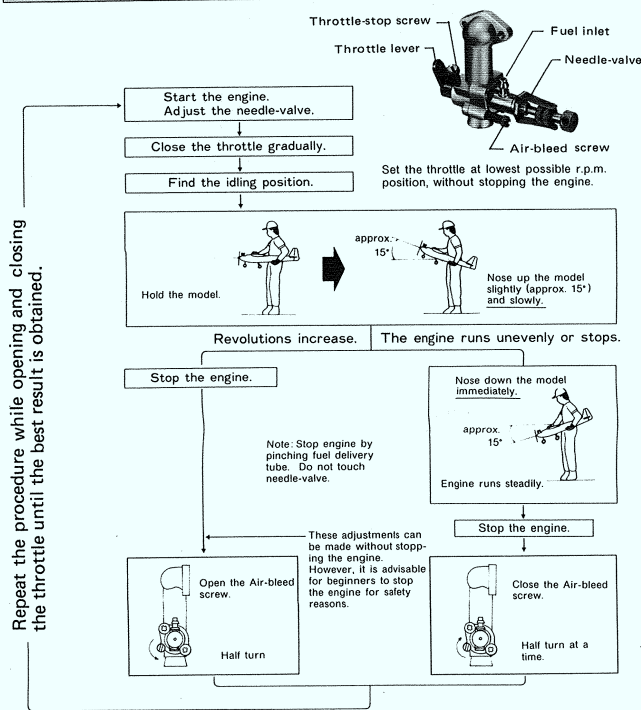 Throttle-stop screw
Fuel inlet
Throttle lever
Needle-valve
Air-bleed screw
Set the throttle at lowest possible r.p.m.
position, without stopping the engine.
Start the engine.
Adjust the needle-valve.
Close the throttle gradually.
Find the idling position.
Hold the model.
approx.
15°
Nose up the model
slightly (approx. 15°)
and slowly.
Revolutions increase.
The engine runs unevenly or stops.
Stop the engine.
Nose down the model
immediately.
approx.
15°
Engine runs steadily.
Note: Stop engine by
pinching fuel delivery
tube. Do not touch
needle-valve.
Stop the engine.
These adjustments can
be made without stopp-
ing the engine.
However, it is advisable
for beginners to stop
the engine for safety
reasons.
Open the Air-bleed
screw.
Half turn
Close the Air-bleed
screw.
Half turn at a
time.
Repeat the procedure while opening and closing
the throttle until the best result is obtained.